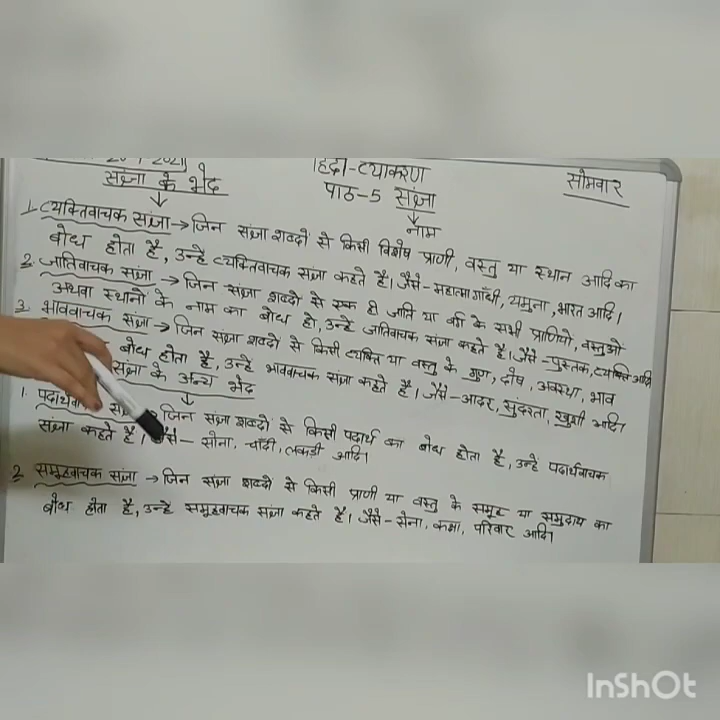 2021
हिंदी-व्याकरण
सोमवार
संज्ञा के भेद
पाठ-5 संज्ञा
नाम
1. व्यक्तिवाचक संज्ञा → जिन संज्ञा शब्दों से किसी विशेष प्राणी, वस्तु या स्थान आदि का
बोध होता है, उन्हें व्यक्तिवाचक संज्ञा कहते है। जैसे- महात्मा गाँधी, यमुना, भारत आदि।
2. जातिवाचक संज्ञा → जिन संज्ञा शब्दों से एक ही जाति या वर्ग के सभी प्राणियो, वस्तुओं
अथवा स्थानो के नाम का बोध हो, उन्हें जातिवाचक संज्ञा कहते है। जैसे-पुस्तक, व्यक्ति आदि
3. भाववाचक संज्ञा → जिन संज्ञा शब्दों से किसी व्यक्ति या वस्तु के गुण, दोष, अवस्था, भाव
बोध होता है, उन्हें भाववाचक संज्ञा कहते है। जैसे-आदर, सुंदरता, खुशी आदि।
संज्ञा के अन्य भेद
1. जिन संज्ञा शब्दों से किसी पदार्थ का बोध होता है, उन्हें पदार्थवाचक
संज्ञा कहते है। जैसे- सोना, चाँदी, लकड़ी आदि।
2. समूहवाचक संज्ञा → जिन संज्ञा शब्दों से किसी प्राणी या वस्तु के समूह या समुदाय का
बोध होता है, उन्हें समूहवाचक संज्ञा कहते है। जैसे- सेना, कक्षा, परिवार आदि।
InShOt